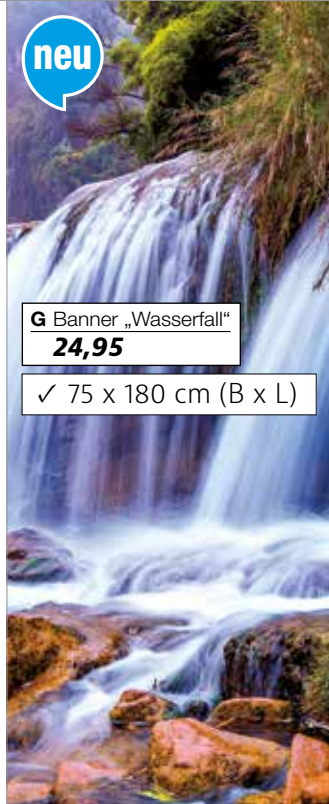 neu
G Banner „Wasserfall“
24,95
✓ 75 x 180 cm (B x L)